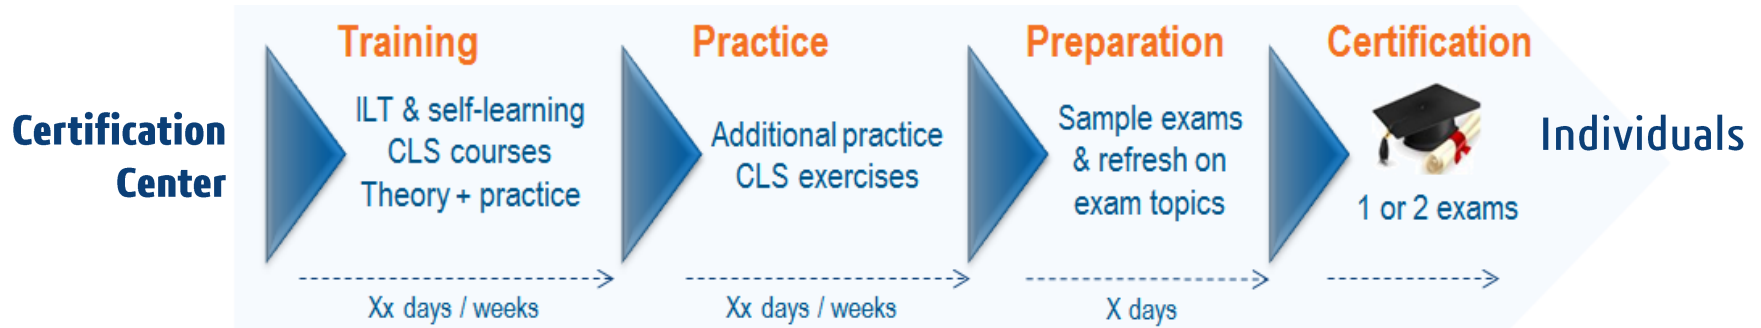 Certification
Center
Training
ILT & self-learning
CLS courses
Theory + practice
Xx days / weeks
Practice
Additional practice
CLS exercises
Xx days / weeks
Preparation
Sample exams
& refresh on
exam topics
X days
Certification
1 or 2 exams
Individuals